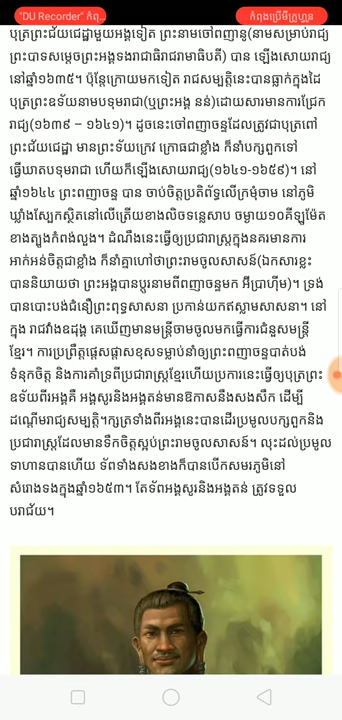 "DU Recorder" កំពុ... កំពុងប្រើមីក្រូហ្វូន
បុត្រព្រះជ័យជេដ្ឋាមួយអង្គទៀត ព្រះនាមចៅពញានូ(នាមសម្រាប់រាជ្យ
ព្រះបាទសម្តេចព្រះអង្គទងរាជាធិរាជរាមាធិបតី) បាន ឡើងសោយរាជ្យ
នៅឆ្នាំ១៦៣៥។ ប៉ុន្តែក្រោយមកទៀត រាជសម្បត្តិនេះបានធ្លាក់ក្នុងដៃ
បុត្រព្រះឧទ័យនាមបទុមរាជា(ឬព្រះអង្គ នន់)ដោយសារមានការជ្រែក
រាជ្យ(១៦៣៩ – ១៦៤១)។ ដូចនេះចៅពញាចន្ទដែលត្រូវជាបុត្រពៅ
ព្រះជ័យជេដ្ឋា មានព្រះទ័យក្រេវ ក្រោធជាខ្លាំង ក៏នាំបក្សពួកទៅ
ធ្វើឃាតបទុមរាជា ហើយក៏ឡើងសោយរាជ្យ(១៦៤១-១៦៥៩)។ នៅ
ឆ្នាំ១៦៤៤ ព្រះពញាចន្ទ បាន ចាប់ចិត្តប្រតិព័ទ្ធលើក្រមុំចាម នៅភូមិ
ឃ្លាំងស្បែកស្ថិតនៅលើត្រើយខាងលិចទន្លេសាប ចម្ងាយ១០គីឡូម៉ែត
ខាងត្បូងកំពង់លួង។ ដំណឹងនេះធ្វើឲ្យប្រជារាស្ត្រក្នុងនគរមានការ
អាក់អន់ចិត្តជាខ្លាំង ក៏នាំគ្នាហៅថាព្រះរាមចូលសាសន៍(ឯកសារខ្លះ
បាននិយាយថា ព្រះអង្គបានប្តូរនាមពីពញាចន្ទមក អ៊ីប្រាហ៊ីម)។ ទ្រង់
បានបោះបង់ជំនឿព្រះពុទ្ធសាសនា ប្រកាន់យកឥស្លាមសាសនា។ នៅ
ក្នុង រាជវាំងឧដុង្គ គេឃើញមានមន្ត្រីចាមចូលមកធ្វើការជំនួសមន្ត្រី
ខ្មែរ។ ការប្រព្រឹត្តផ្តេសផ្តាសខុសទម្លាប់នាំឲ្យព្រះពញាចន្ទបាត់បង់
ទំនុកចិត្ត និងការគាំទ្រពីប្រជារាស្ត្រខ្មែរហើយប្រការនេះធ្វើឲ្យបុត្រព្រះ
ឧទ័យពីរអង្គគឺ អង្គសូរនិងអង្គតន់មានឱកាសនឹងសងសឹក ដើម្បី
ដណ្តើមរាជ្យសម្បត្តិ។ក្សត្រទាំងពីរអង្គនេះបានដើរប្រមូលបក្សពួកនិង
ប្រជារាស្ត្រដែលមានទឹកចិត្តស្អប់ព្រះរាមចូលសាសន៍។ លុះដល់ប្រមូល
ទាហានបានហើយ ទ័ពទាំងសងខាងក៏បានបើកសមរភូមិនៅ
សំរោងទងក្នុងឆ្នាំ១៦៥៣។ តែទ័ពអង្គសូរនិងអង្គតន់ ត្រូវទទួល
បរាជ័យ។